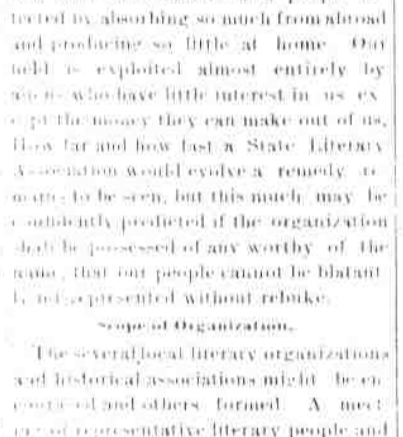 by absorbing so much from abroad
and producing so little at home Our
field is exploited almost entirely by
who have little interest in us ex
cept the money they can make out of us,
How far and how fast a State Literary
Association would evolve a remedy re
mains to be seen, but this much may be
confidently predicted if the organization
shall be possessed of any worthy of the
name, that our people cannot be blatant
without rebuke.
Scope of Organization.
The several local literary organizations
and historical associations might be en
and others formed. A meet
ing of representative literary people and